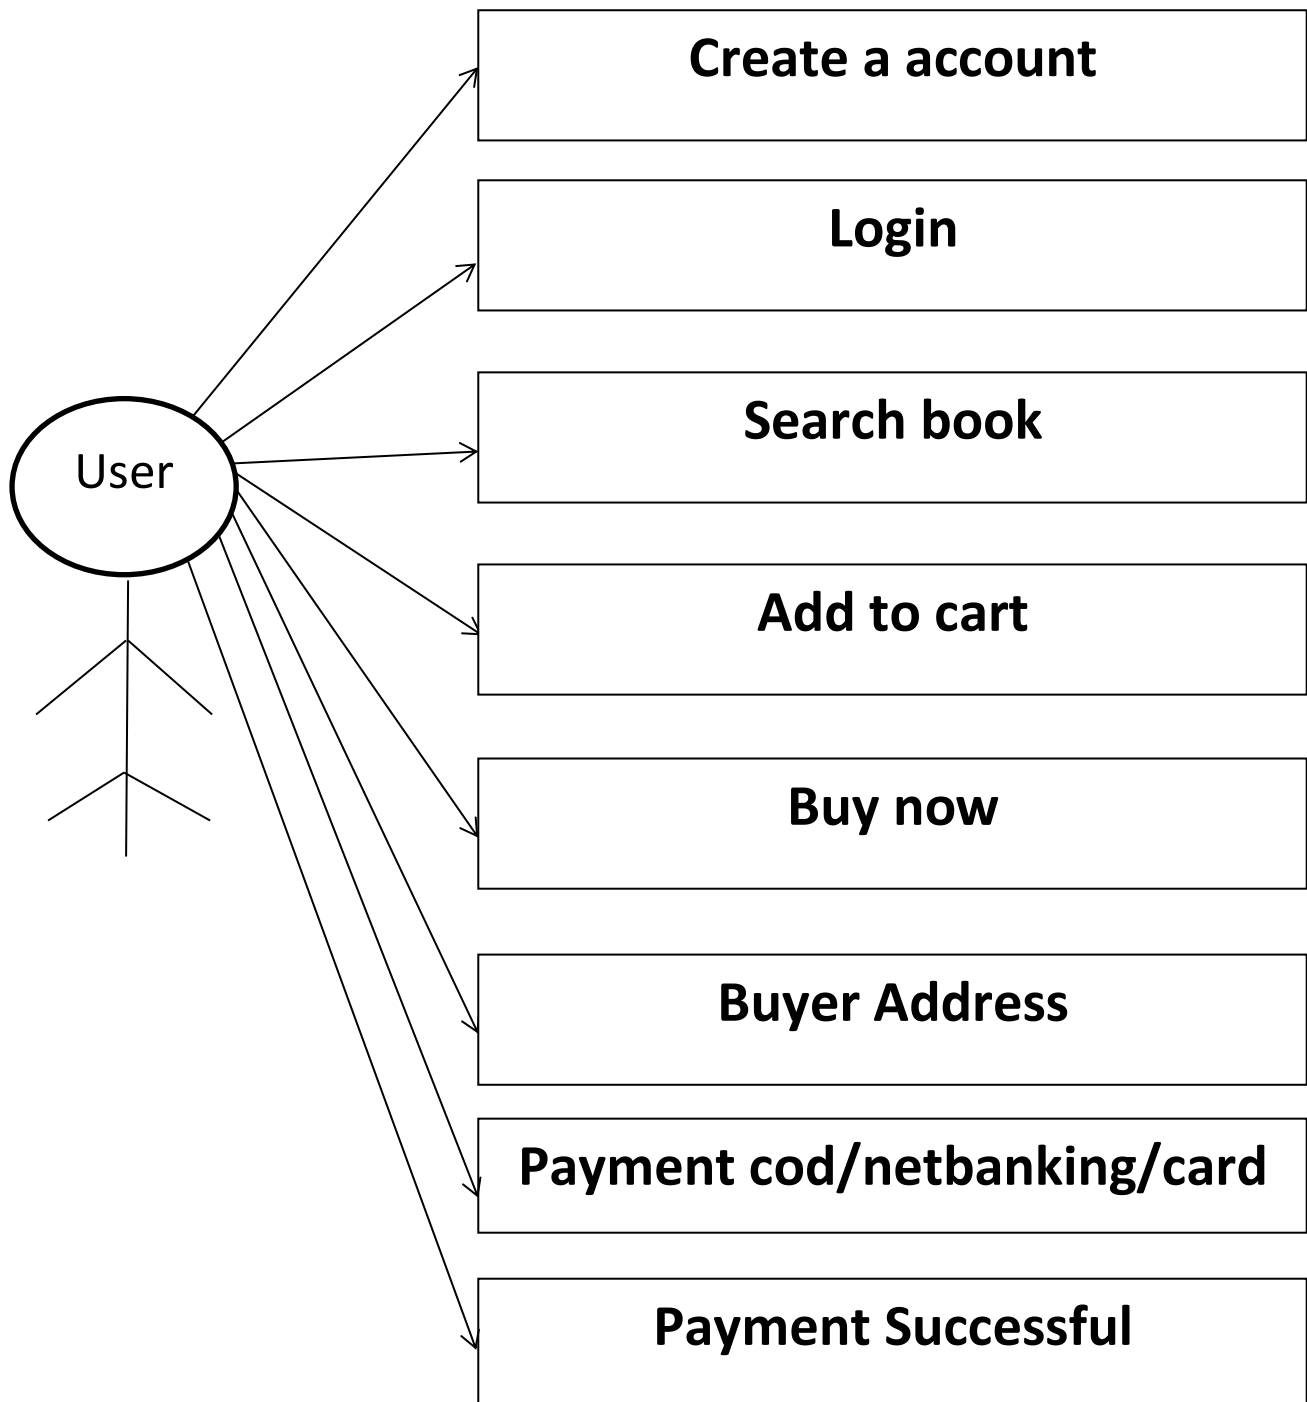 Create a account
Login
Search book
User
Add to cart
Buy now
Buyer Address
Payment cod/netbanking/card
Payment Successful